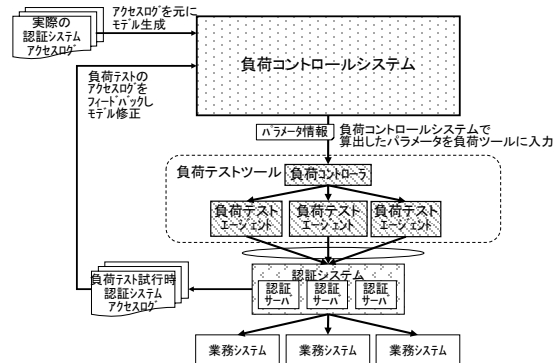 実際の
認証システム
アクセスログ
アクセスログを元に
モデル生成
負荷コントロールシステム
負荷テストの
アクセスログを
フィードバックし
モデル修正
パラメータ情報
負荷コントロールシステムで
算出したパラメータを負荷ツールに入力
負荷テストツール
負荷コントローラ
負荷テスト
エージェント
負荷テスト
エージェント
負荷テスト
エージェント
認証システム
認証
サーバ
認証
サーバ
認証
サーバ
負荷テスト試行時
認証システム
アクセスログ
業務システム
業務システム
業務システム